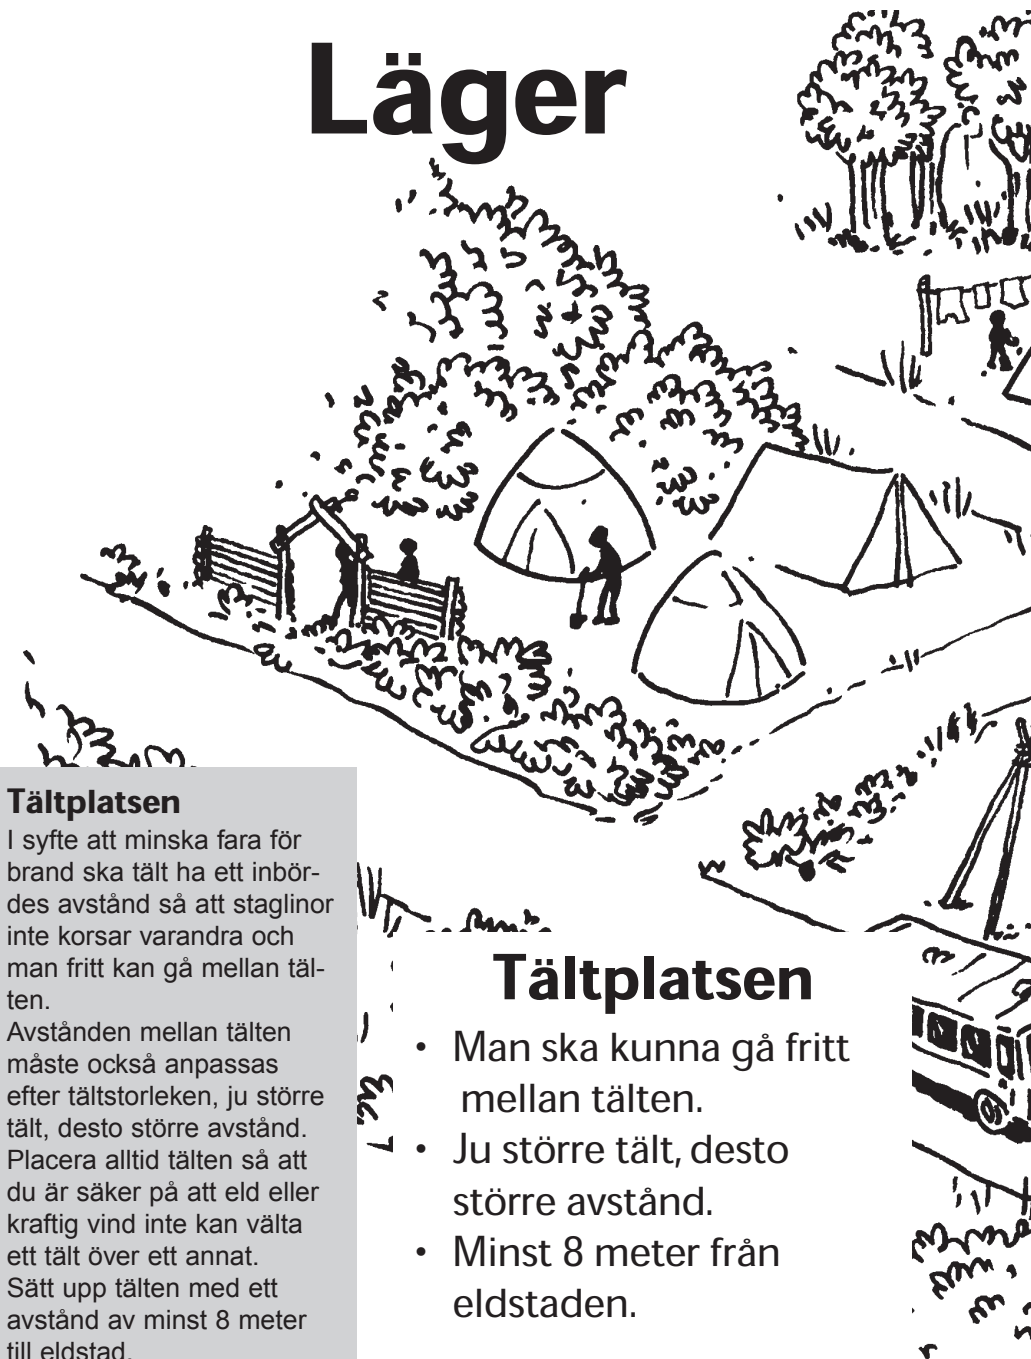 Läger
Tältplatsen
I syfte att minska fara för
brand ska tält ha ett inbör-
des avstånd så att staglinor
inte korsar varandra och
man fritt kan gå mellan täl-
ten.
Avstånden mellan tälten
måste också anpassas
efter tältstorleken, ju större
tält, desto större avstånd.
Placera alltid tälten så att
du är säker på att eld eller
kraftig vind inte kan välta
ett tält över ett annat.
Sätt upp tälten med ett
avstånd av minst 8 meter
till eldstad.
Tältplatsen
• Man ska kunna gå fritt
mellan tälten.
• Ju större tält, desto
större avstånd.
• Minst 8 meter från
eldstaden.